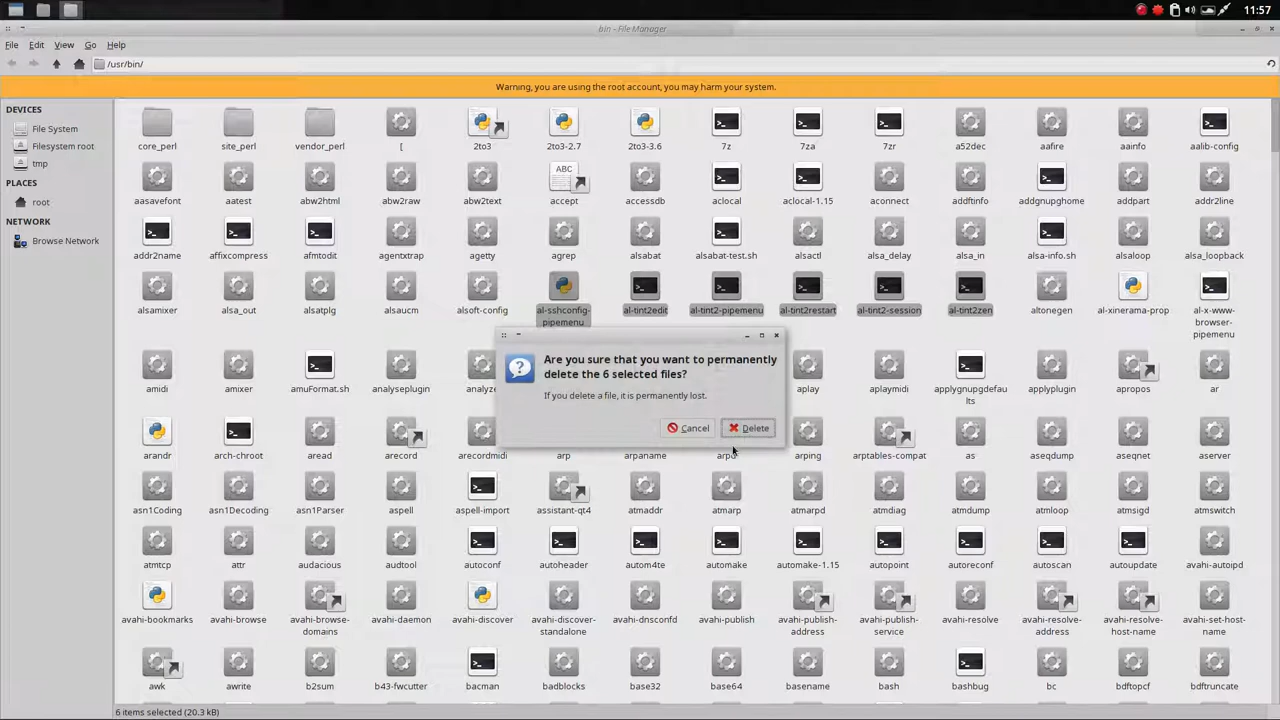 11:57
bin - File Manager
File Edit View Go Help
/usr/bin/
Warning, you are using the root account, you may harm your system.
DEVICES
File System
Filesystem root
tmp
PLACES
root
NETWORK
Browse Network
core_perl site_perl vendor_perl [ 2to3 2to3-2.7 2to3-3.6 7z 7za 7zr a52dec aafire aainfo aalib-config
ABC
aasavefont aatest abw2html abw2raw abw2text accept accessdb aclocal aclocal-1.15 aconnect addftinfo addgnupghome addpart addr2line
addr2name affixcompress afmtodit agentxtrap agetty agrep alsabat alsabat-test.sh alsactl alsa_delay alsa_in alsa-info.sh alsaloop alsa_loopback
alsamixer alsa_out alsatplg alsaucm alsoft-config al-sshconfig-pipemenu al-tint2edit al-tint2-pipemenu al-tint2restart al-tint2-session al-tint2zen altonegen al-xinerama-prop al-x-www-browser-pipemenu
Are you sure that you want to permanently
delete the 6 selected files?
If you delete a file, it is permanently lost.
Cancel Delete
amidi amixer amuFormat.sh analyseplugin aplay aplaymidi applygnupgdefaults applyplugin apropos ar
arandr arch-chroot aread arecord arecordmidi arp arpaname arpd arping arptables-compat as aseqdump aseqnet aserver
asn1Coding asn1Decoding asn1Parser aspell aspell-import assistant-qt4 atmaddr atmarp atmarpd atmdiag atmdump atmloop atmsigd atmswitch
atmtcp attr audacious audtool autoconf autoheader autom4te automake automake-1.15 autopoint autoreconf autoscan autoupdate avahi-autoipd
avahi-bookmarks avahi-browse avahi-browse-domains avahi-daemon avahi-discover avahi-discover-standalone avahi-dnsconfd avahi-publish avahi-publish-address avahi-publish-service avahi-resolve avahi-resolve-address avahi-resolve-host-name avahi-set-host-name
awk awrite b2sum b43-fwcutter bacman badblocks base32 base64 basename bash bashbug bc bdftopcf bdftruncate
6 items selected (20.3 kB)